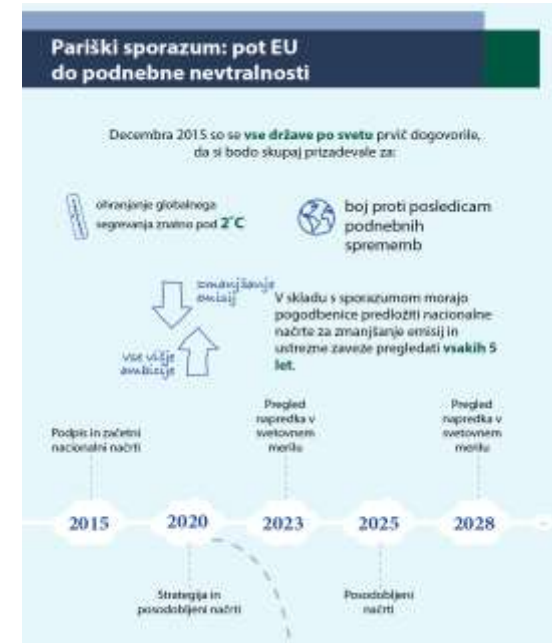 Pariški sporazum: pot EU
do podnebne nevtralnosti
Decembra 2015 so se vse države po svetu prvič dogovorile,
da si bodo skupaj prizadevale za:
ohranjanje globalnega
segrevanja znatno pod 2°C
boj proti posledicam
podnebnih
sprememb
zmanjšanje
emisij
vse višje
ambicije
V skladu s sporazumom morajo
pogodbenice predložiti nacionalne
načrte za zmanjšanje emisij in
ustrezne zaveze pregledati vsakih 5
let.
Podpis in začetni
nacionalni načrti
Pregled
napredka v
svetovnem
merilu
Pregled
napredka v
svetovnem
merilu
2015
2020
2023
2025
2028
Strategija in
posodobljeni načrti
Posodobljeni
načrti